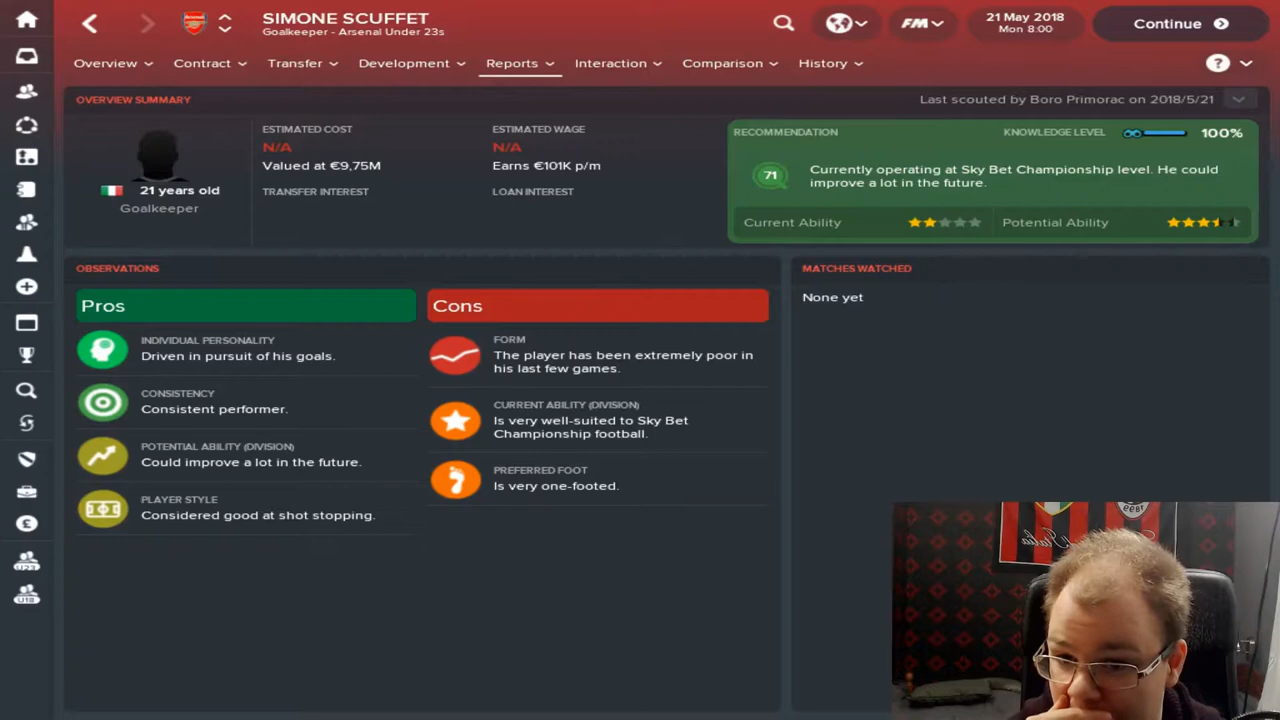 SIMONE SCUFFET
Goalkeeper - Arsenal Under 23s
FM
21 May 2018
Mon 8:00
Continue
Overview
Contract
Transfer
Development
Reports
Interaction
Comparison
History
?
OVERVIEW SUMMARY
Last scouted by Boro Primorac on 2018/5/21
21 years old
Goalkeeper
ESTIMATED COST
N/A
Valued at €9,75M
TRANSFER INTEREST
ESTIMATED WAGE
N/A
Earns €101K p/m
LOAN INTEREST
RECOMMENDATION
KNOWLEDGE LEVEL
100%
71
Currently operating at Sky Bet Championship level. He could
improve a lot in the future.
Current Ability
Potential Ability
OBSERVATIONS
Pros
INDIVIDUAL PERSONALITY
Driven in pursuit of his goals.
CONSISTENCY
Consistent performer.
POTENTIAL ABILITY (DIVISION)
Could improve a lot in the future.
PLAYER STYLE
Considered good at shot stopping.
Cons
FORM
The player has been extremely poor in
his last few games.
CURRENT ABILITY (DIVISION)
Is very well-suited to Sky Bet
Championship football.
PREFERRED FOOT
Is very one-footed.
MATCHES WATCHED
None yet
U23
U18